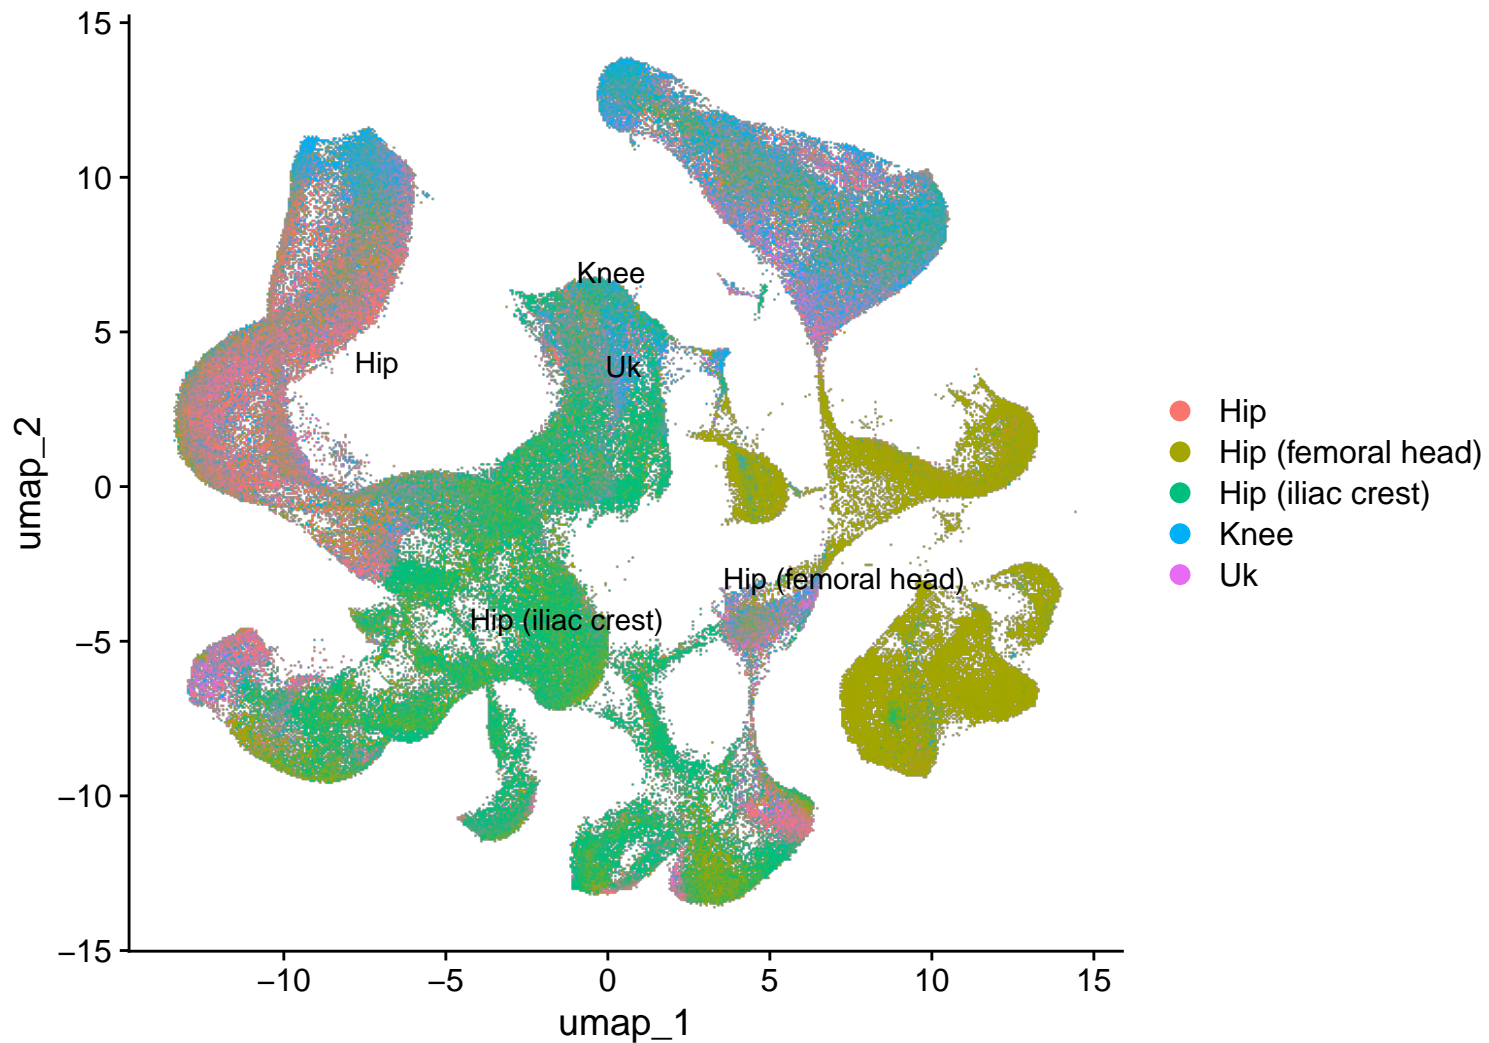 15
10
5
0
−5
−10
−15
umap_2
Knee
Hip
Uk
Hip (femoral head)
Hip (iliac crest)
−10
−5
0
5
10
15
umap_1
Hip
Hip (femoral head)
Hip (iliac crest)
Knee
Uk